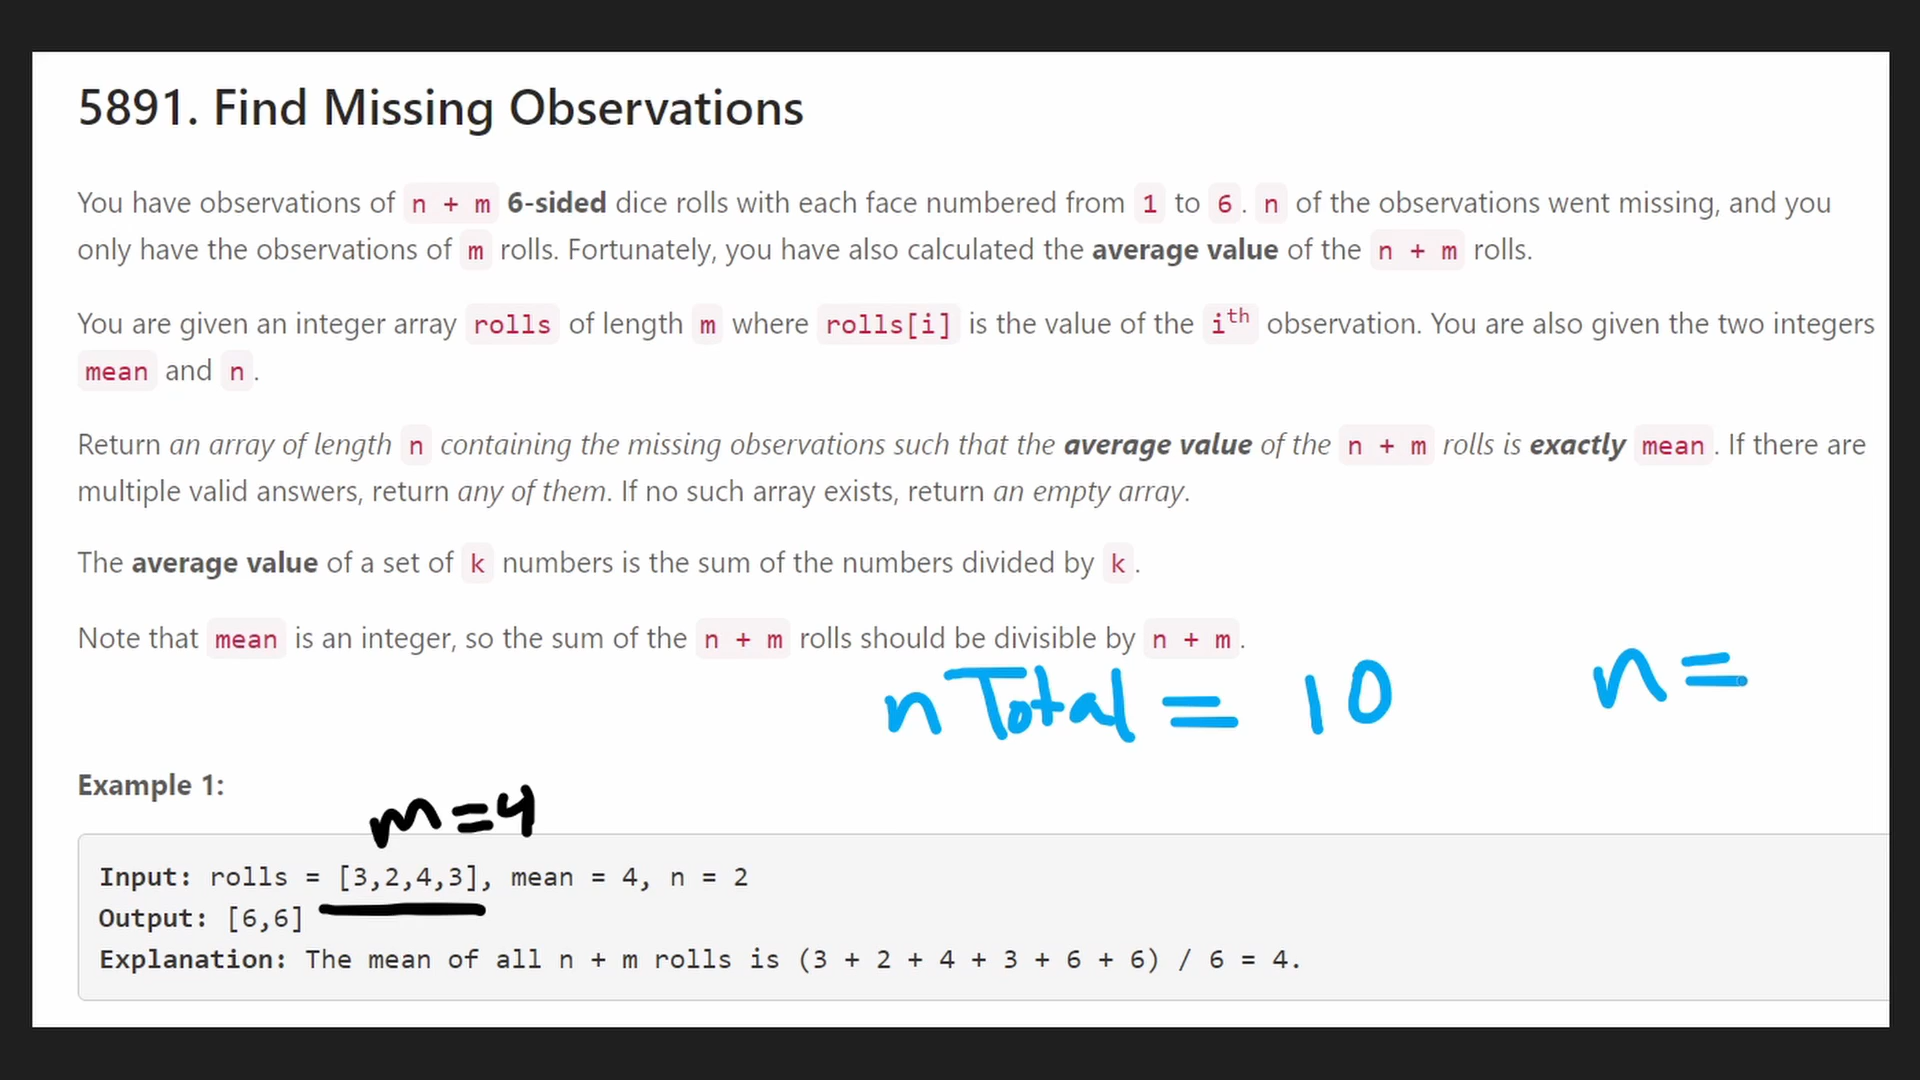 5891. Find Missing Observations
You have observations of n + m 6-sided dice rolls with each face numbered from 1 to 6. n of the observations went missing, and you
only have the observations of m rolls. Fortunately, you have also calculated the average value of the n + m rolls.
You are given an integer array rolls of length m where rolls[i] is the value of the ith observation. You are also given the two integers
mean and n.
Return an array of length n containing the missing observations such that the average value of the n + m rolls is exactly mean. If there are
multiple valid answers, return any of them. If no such array exists, return an empty array.
The average value of a set of k numbers is the sum of the numbers divided by k.
Note that mean is an integer, so the sum of the n + m rolls should be divisible by n + m.
nTotal = 10 n=
Example 1:
m=4
Input: rolls = [3,2,4,3], mean = 4, n = 2
Output: [6,6]
Explanation: The mean of all n + m rolls is (3 + 2 + 4 + 3 + 6 + 6) / 6 = 4.